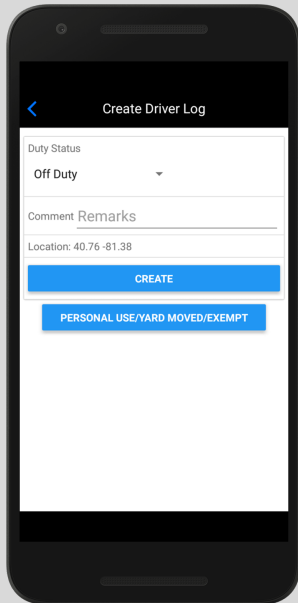 Create Driver Log
Duty Status
Off Duty
Comment Remarks
Location: 40.76 -81.38
CREATE
PERSONAL USE/YARD MOVED/EXEMPT